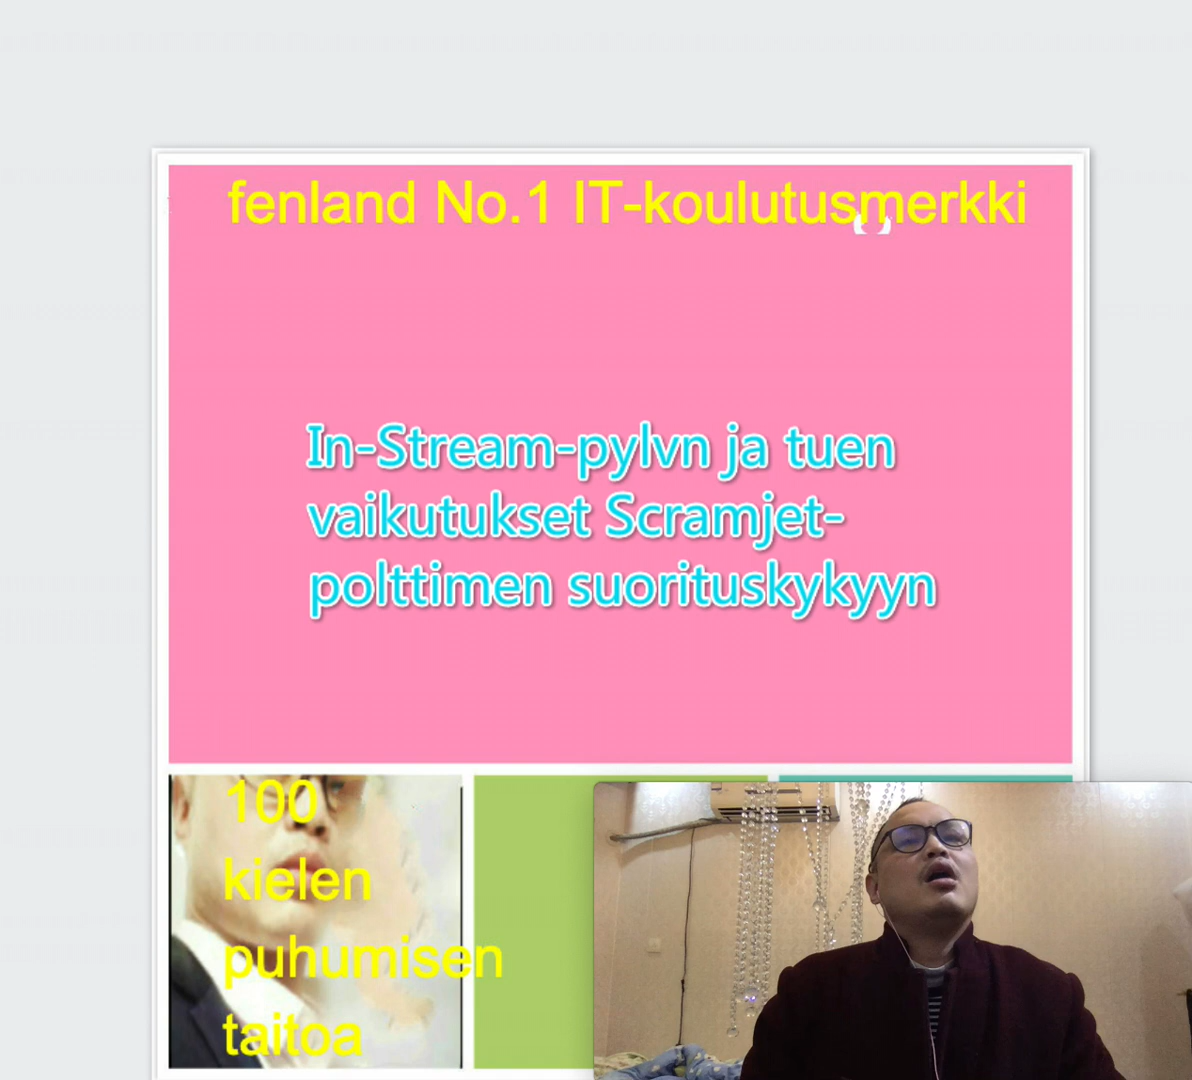 fenland No.1 IT-koulutusmerkki
In-Stream-pylvn ja tuen
vaikutukset Scramjet-
polttimen suorituskykyyn
100
kielen
puhumisen
taitoa